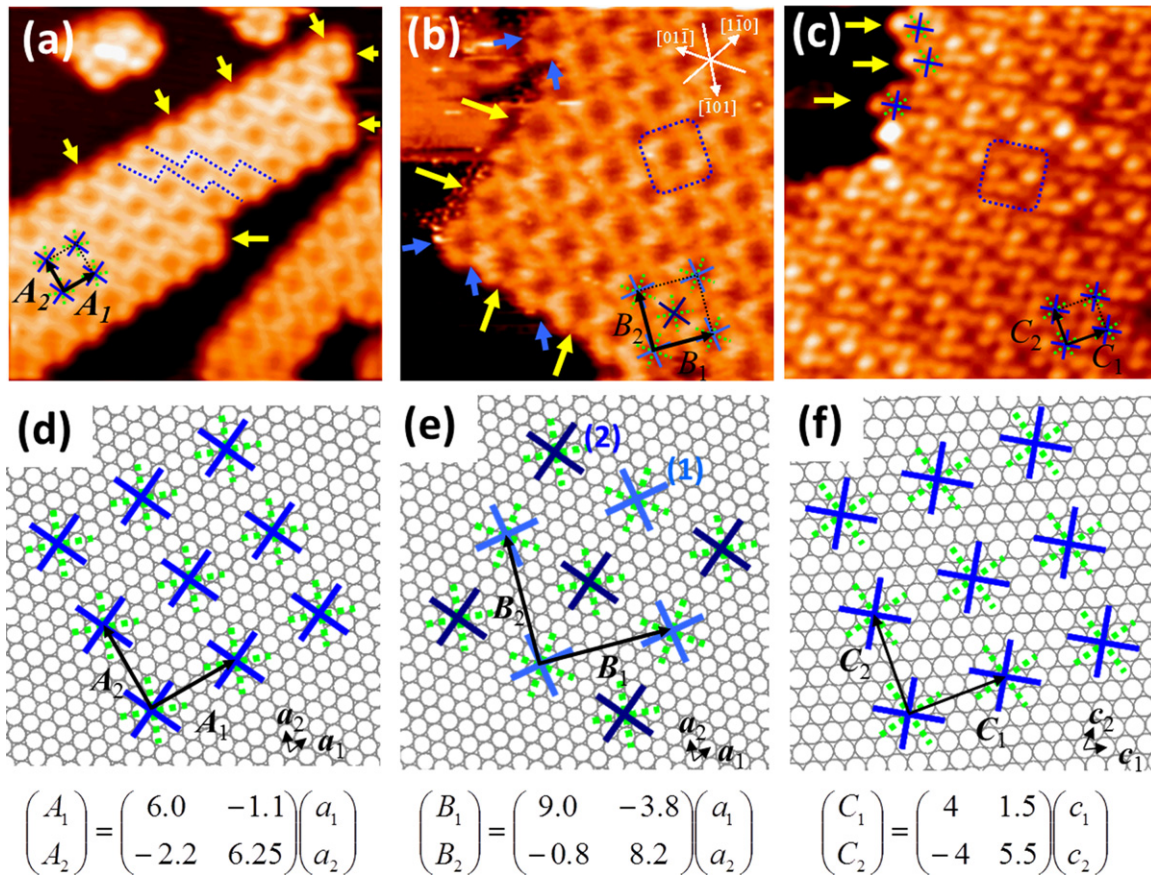 (a)
A₂ A₁
(b)
[011̄] [11̄0]
[1̄01]
B₂
B₁
(c)
C₂ C₁
(d)
A₂
A₁
a₂
a₁
(e)
(2)
(1)
B₂
B₁
a₂
a₁
(f)
C₂
C₁
c₂
c₁
(A₁ A₂) = (6.0 −1.1 −2.2 6.25) (a₁ a₂)
(B₁ B₂) = (9.0 −3.8 −0.8 8.2) (a₁ a₂)
(C₁ C₂) = (4 1.5 −4 5.5) (c₁ c₂)